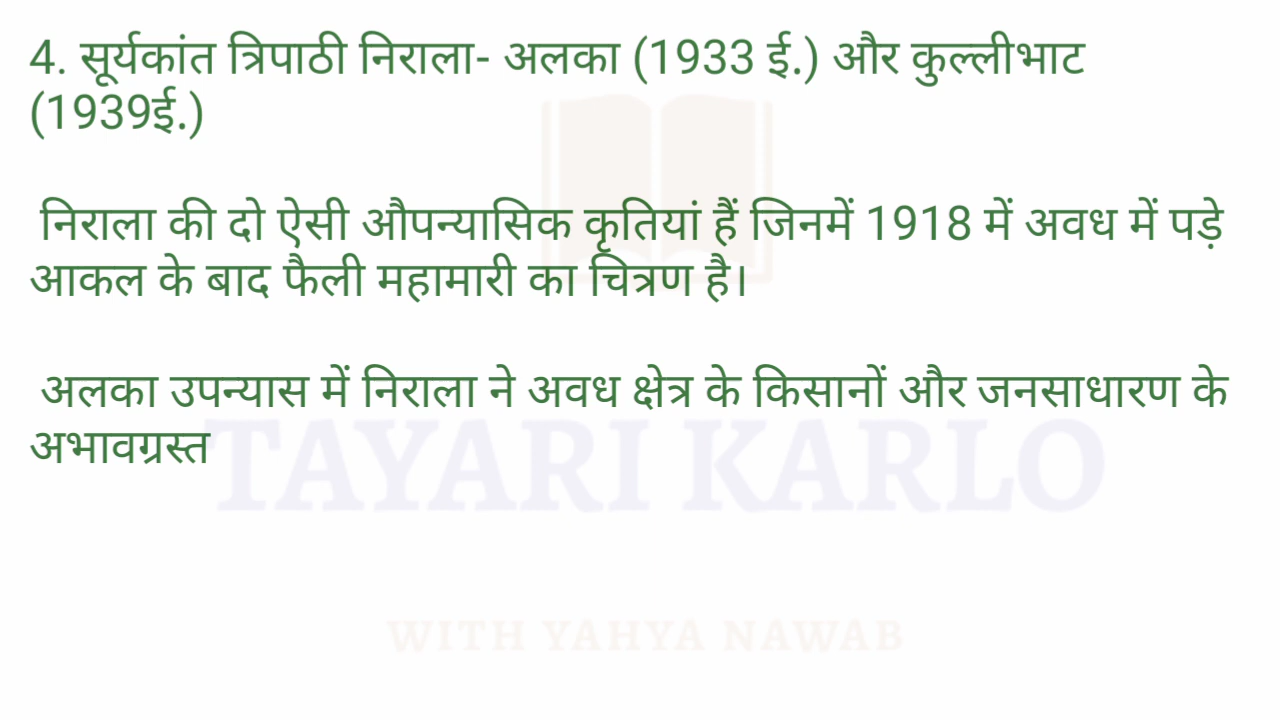 4. सूर्यकांत त्रिपाठी निराला- अलका (1933 ई.) और कुल्लीभाट
(1939ई.)
निराला की दो ऐसी औपन्यासिक कृतियां हैं जिनमें 1918 में अवध में पड़े
आकल के बाद फैली महामारी का चित्रण है।
अलका उपन्यास में निराला ने अवध क्षेत्र के किसानों और जनसाधारण के
अभावग्रस्त
TAYARI KARLO
WITH YAHYA NAWAB